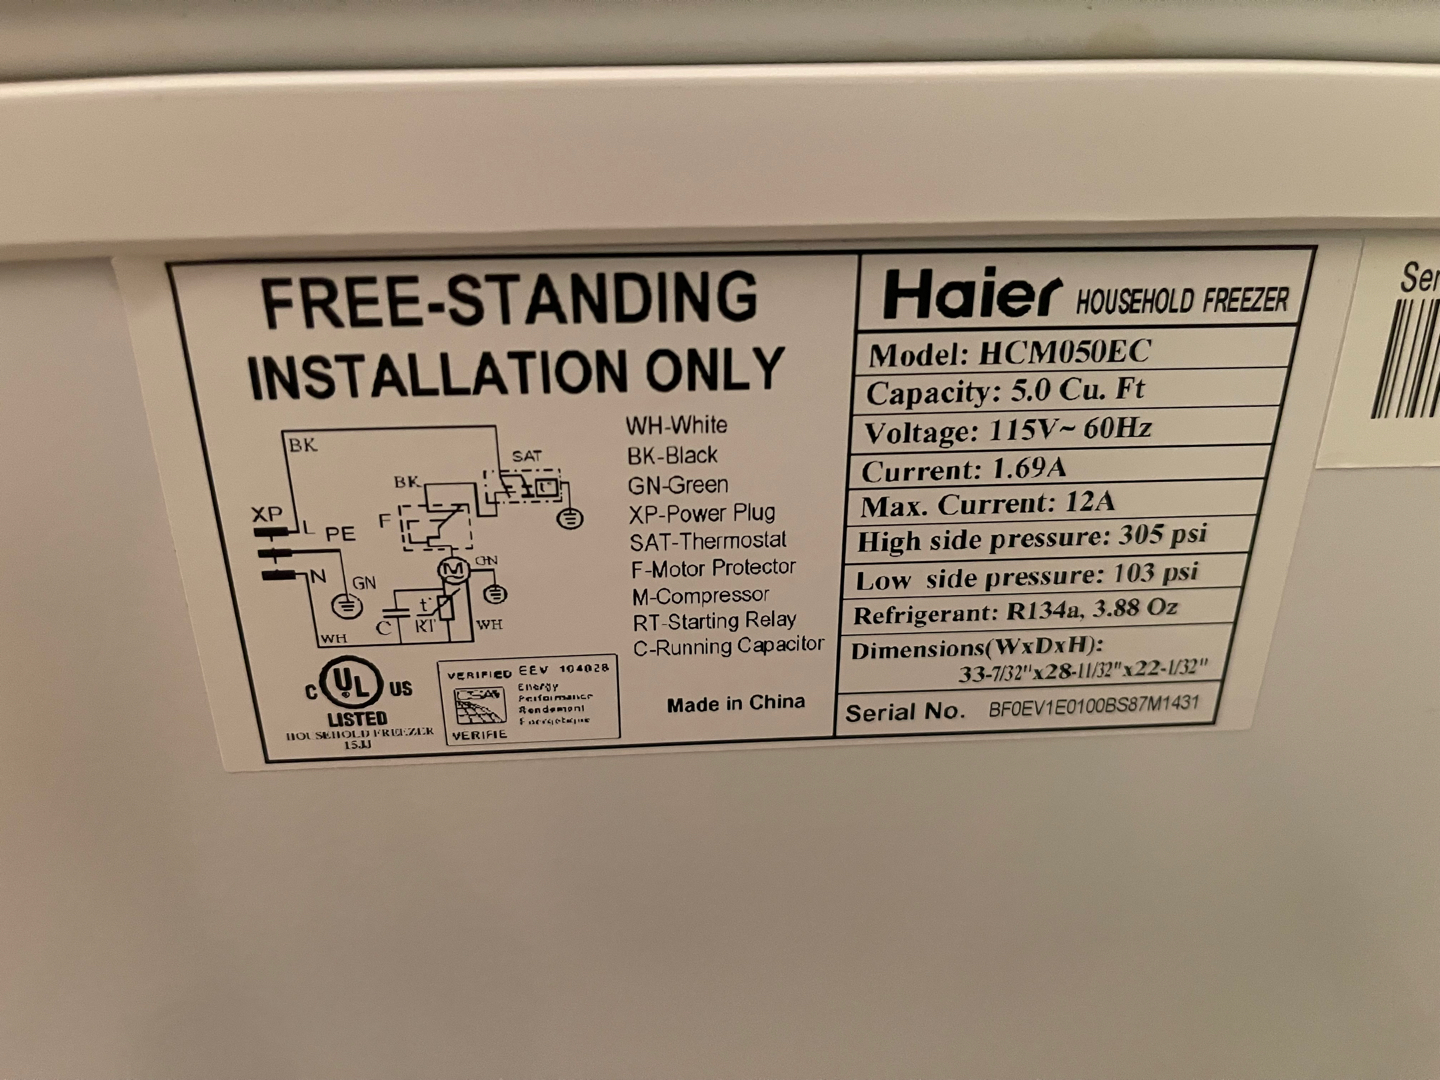 FREE-STANDING
INSTALLATION ONLY
BK
SAT
BK
XP
F
L PE
GN
M
N
GN
t
C
RT
WH
WH
WH-White
BK-Black
GN-Green
XP-Power Plug
SAT-Thermostat
F-Motor Protector
M-Compressor
RT-Starting Relay
C-Running Capacitor
C UL US
LISTED
HOUSEHOLD FREEZER
15JJ
VERIFIED EEV 104028
CSA
Energy
Performance
Rendement
Energetique
VERIFIE
Made in China
Haier HOUSEHOLD FREEZER
Model: HCM050EC
Capacity: 5.0 Cu. Ft
Voltage: 115V~ 60Hz
Current: 1.69A
Max. Current: 12A
High side pressure: 305 psi
Low side pressure: 103 psi
Refrigerant: R134a, 3.88 Oz
Dimensions(WxDxH):
33-7/32"x28-11/32"x22-1/32"
Serial No. BF0EV1E0100BS87M1431
Ser